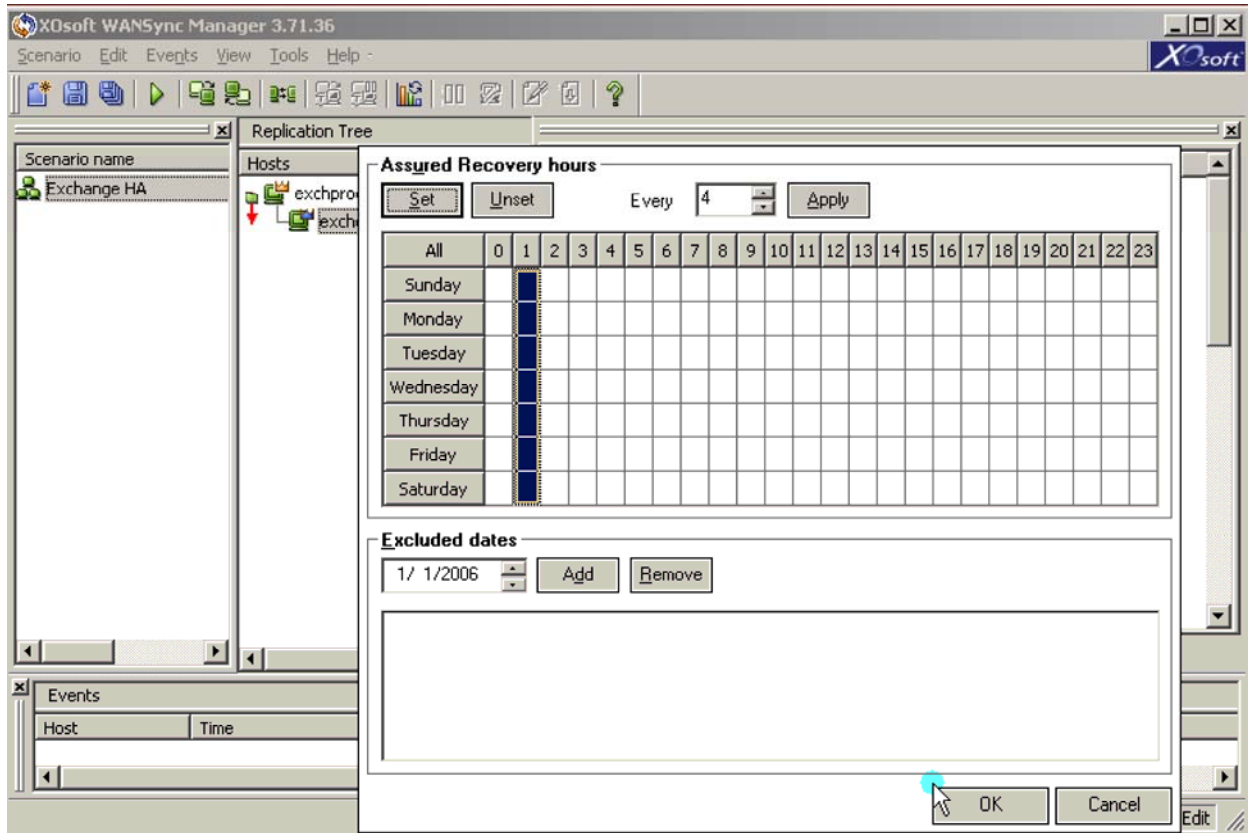 XOsoft WANSync Manager 3.71.36
Scenario Edit Events View Tools Help
XOsoft
Replication Tree
Scenario name
Hosts
Exchange HA
Assured Recovery hours
Set Unset Every 4 Apply
All 0 1 2 3 4 5 6 7 8 9 10 11 12 13 14 15 16 17 18 19 20 21 22 23
Sunday
Monday
Tuesday
Wednesday
Thursday
Friday
Saturday
Excluded dates
1/ 1/2006 Add Remove
Events
Host Time
OK Cancel
Edit